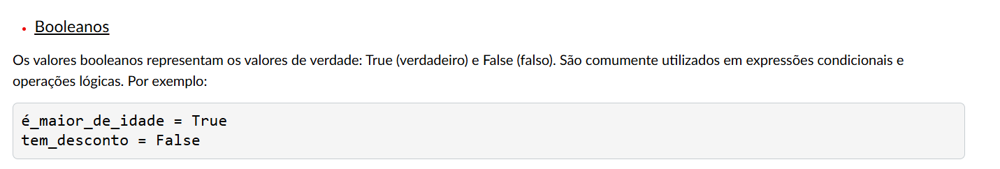 • Booleanos
Os valores booleanos representam os valores de verdade: True (verdadeiro) e False (falso). São comumente utilizados em expressões condicionais e
operações lógicas. Por exemplo:
é_maior_de_idade = True
tem_desconto = False